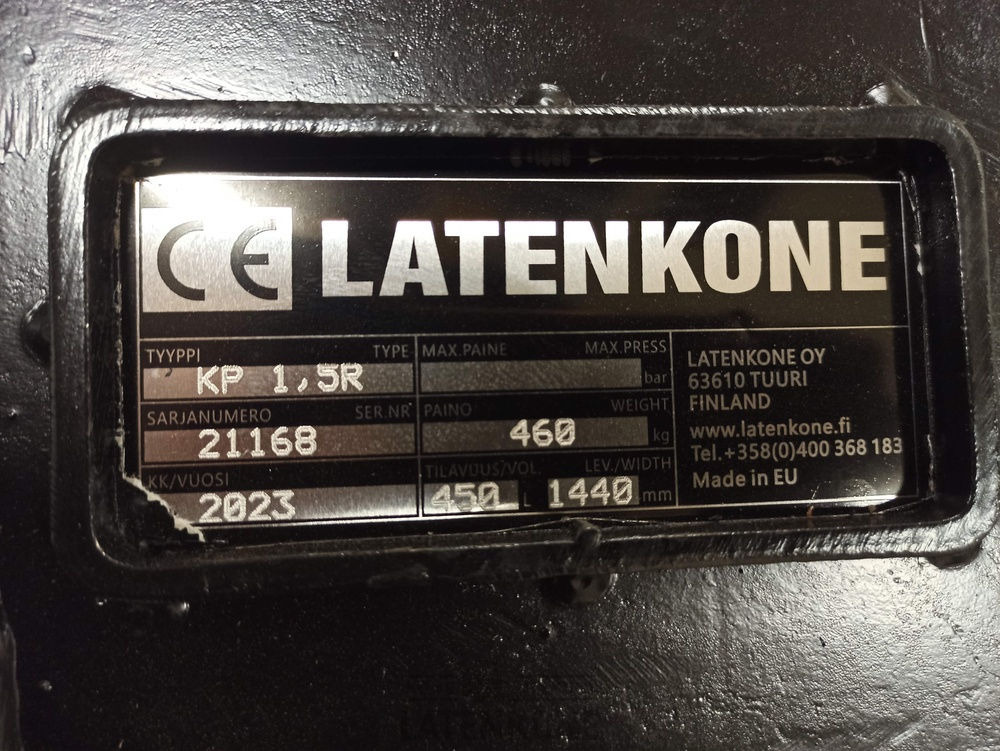 CE LATENKONE
TYYPPI TYPE
KP 1,5R
SARJANUMERO SER.NR
21168
KK/VUOSI
2023
MAX.PAINE MAX.PRESS
bar
PAINO WEIGHT
460 kg
TILAVUUS/VOL. LEV./WIDTH
450 L 1440 mm
LATENKONE OY
63610 TUURI
FINLAND
www.latenkone.fi
Tel.+358(0)400 368 183
Made in EU